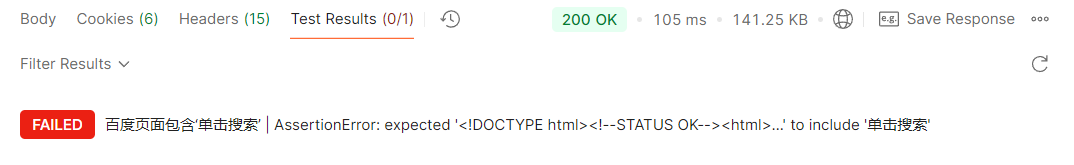 Body Cookies (6) Headers (15) Test Results (0/1) 200 OK 105 ms 141.25 KB e.g. Save Response
Filter Results
FAILED 百度页面包含‘单击搜索’ | AssertionError: expected '<!DOCTYPE html><!--STATUS OK--><html>...' to include '单击搜索'